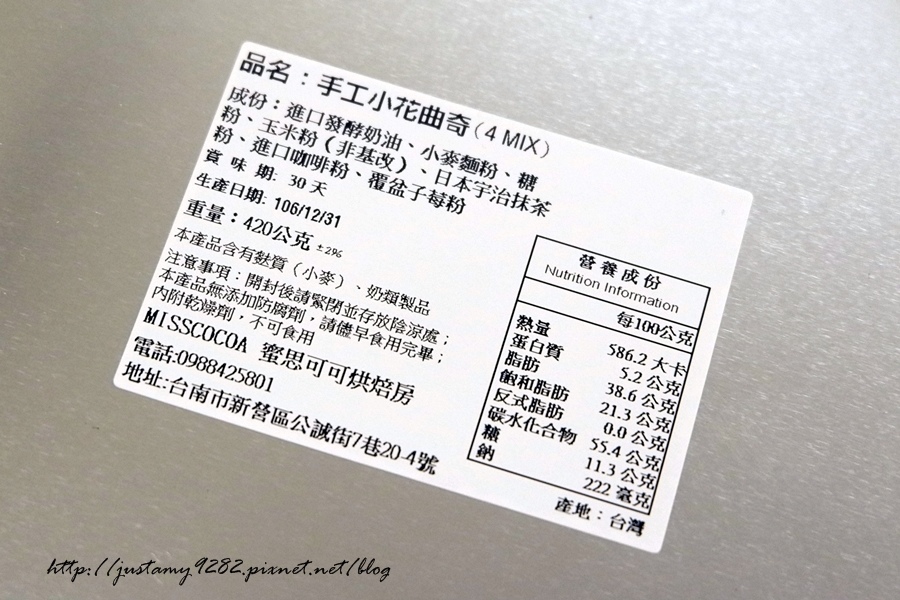 品名：手工小花曲奇(4 MIX)
成份：進口發酵奶油、小麥麵粉、糖
粉、玉米粉(非基改)、日本宇治抹茶
粉、進口咖啡粉、覆盆子莓粉
賞味期: 30天
生產日期: 106/12/31
重量：420公克 ±2%
本產品含有麩質(小麥)、奶類製品
注意事項：開封後請緊閉並存放陰涼處；
本產品無添加防腐劑，請儘早食用完畢；
內附乾燥劑，不可食用
MISSCOCOA 蜜思可可烘焙房
電話:0988425801
地址:台南市新營區公誠街7巷20-4號
營養成份
Nutrition Information
每100公克
熱量 586.2 大卡
蛋白質 5.2 公克
脂肪 38.6 公克
飽和脂肪 21.3 公克
反式脂肪 0.0 公克
碳水化合物 55.4 公克
糖 11.3 公克
鈉 222 毫克
產地：台灣
http://justamy9282.pixnet.net/blog